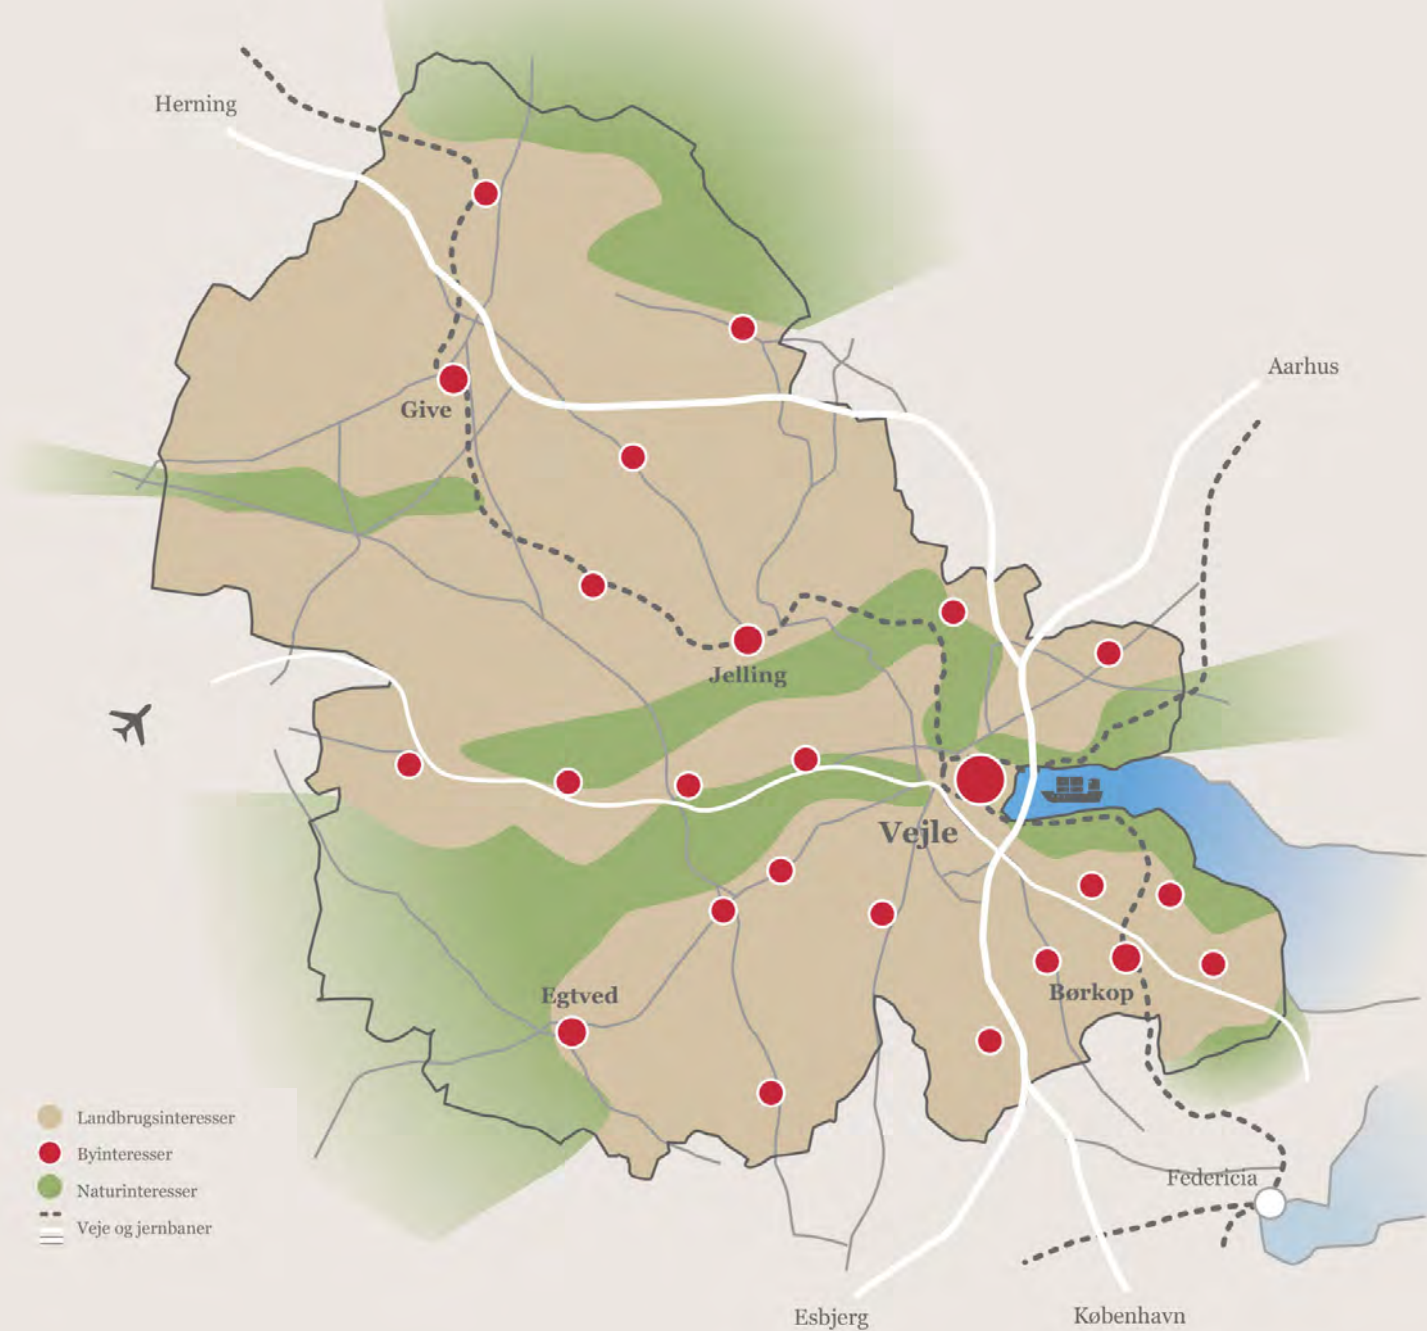 Herning
Aarhus
Give
Jelling
Vejle
Egtved
Børkop
Landbrugsinteresser
Byinteresser
Naturinteresser
Veje og jernbaner
Federicia
Esbjerg
København